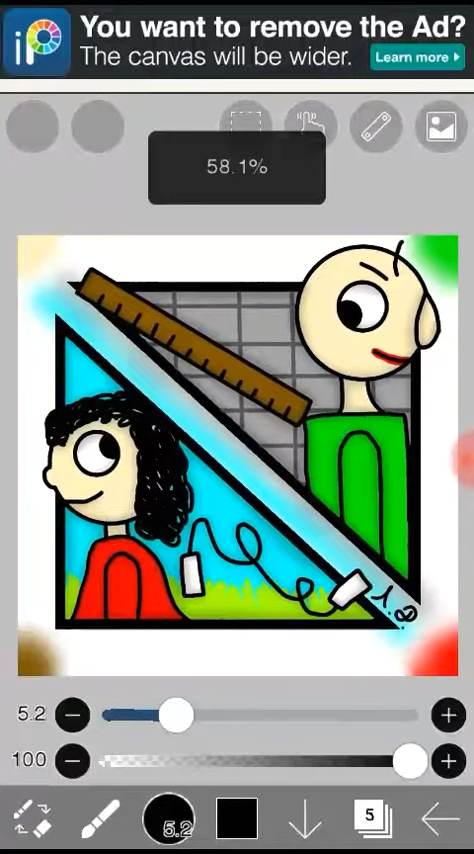 iP You want to remove the Ad?
The canvas will be wider. Learn more
58.1%
5.2
100
5.2
5